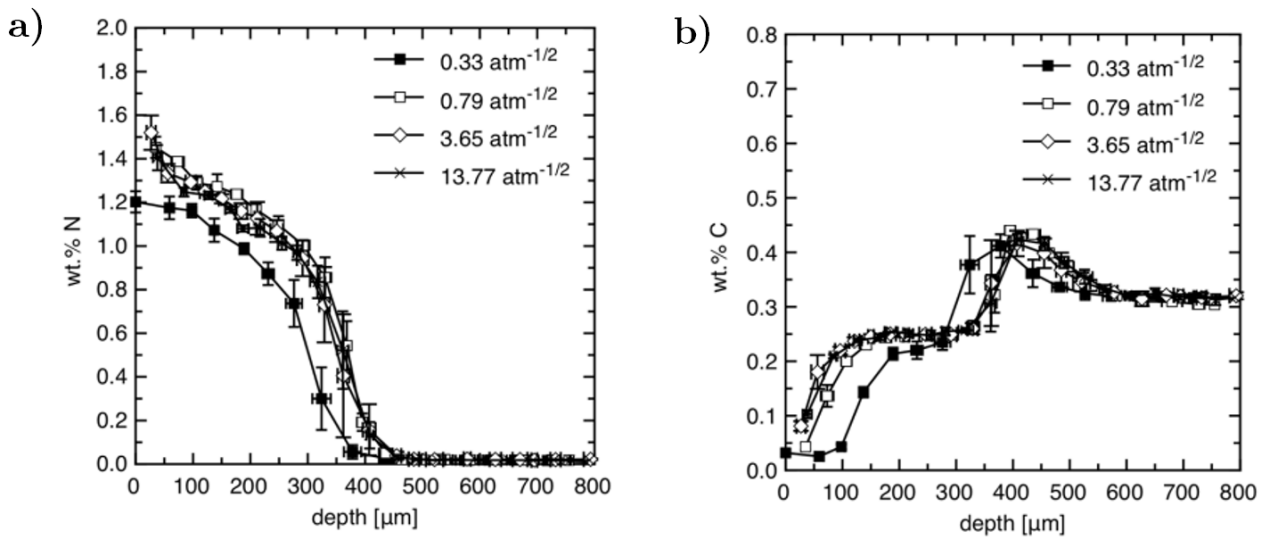 a)
2.0
1.8
1.6
1.4
1.2
1.0
0.8
0.6
0.4
0.2
0.0
wt.% N
0 100 200 300 400 500 600 700 800
depth [µm]
0.33 atm-1/2
0.79 atm-1/2
3.65 atm-1/2
13.77 atm-1/2
b)
0.8
0.7
0.6
0.5
0.4
0.3
0.2
0.1
0.0
wt.% C
0 100 200 300 400 500 600 700 800
depth [µm]
0.33 atm-1/2
0.79 atm-1/2
3.65 atm-1/2
13.77 atm-1/2